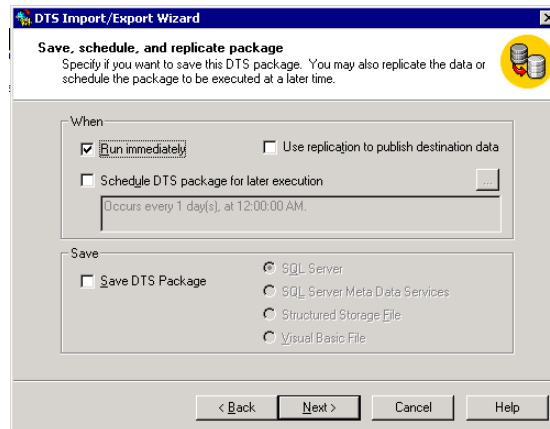 DTS Import/Export Wizard
Save, schedule, and replicate package
Specify if you want to save this DTS package. You may also replicate the data or
schedule the package to be executed at a later time.
When
Run immediately
Use replication to publish destination data
Schedule DTS package for later execution
...
Occurs every 1 day(s), at 12:00:00 AM.
Save
Save DTS Package
SQL Server
SQL Server Meta Data Services
Structured Storage File
Visual Basic File
< Back Next > Cancel Help